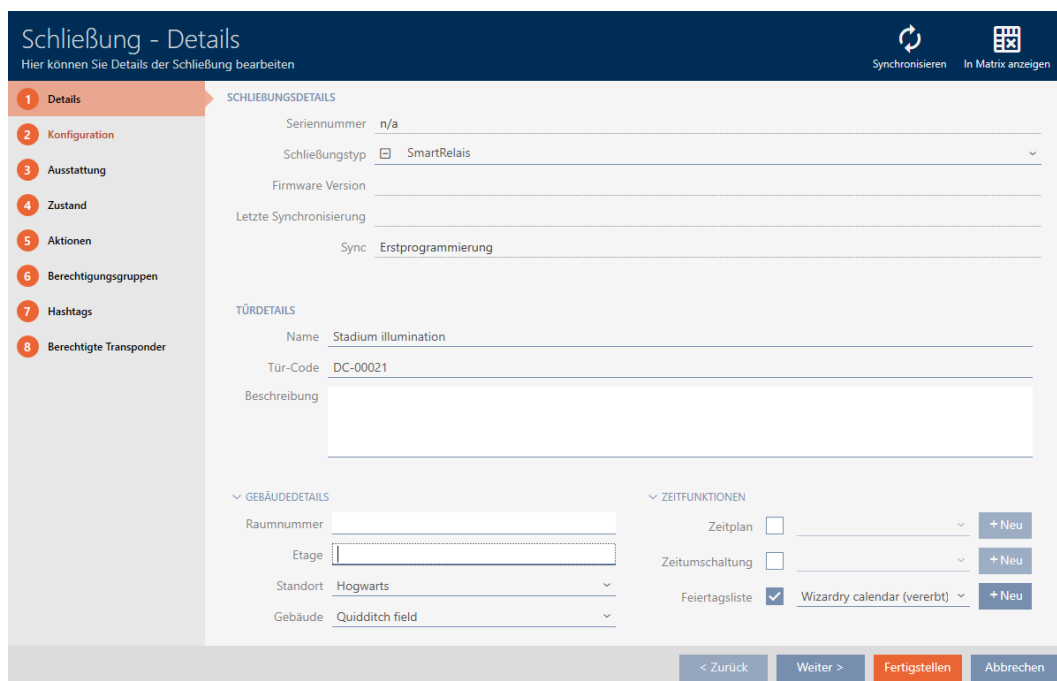 Schließung - Details
Hier können Sie Details der Schließung bearbeiten
Synchronisieren
In Matrix anzeigen
1 Details
2 Konfiguration
3 Ausstattung
4 Zustand
5 Aktionen
6 Berechtigungsgruppen
7 Hashtags
8 Berechtigte Transponder
SCHLIEßUNGSDETAILS
Seriennummer n/a
Schließungstyp SmartRelais
Firmware Version
Letzte Synchronisierung
Sync Erstprogrammierung
TÜRDETAILS
Name Stadium illumination
Tür-Code DC-00021
Beschreibung
GEBÄUDEDETAILS
Raumnummer
Etage
Standort Hogwarts
Gebäude Quidditch field
ZEITFUNKTIONEN
Zeitplan +Neu
Zeitumschaltung +Neu
Feiertagsliste Wizardry calendar (vererbt) +Neu
< Zurück
Weiter >
Fertigstellen
Abbrechen